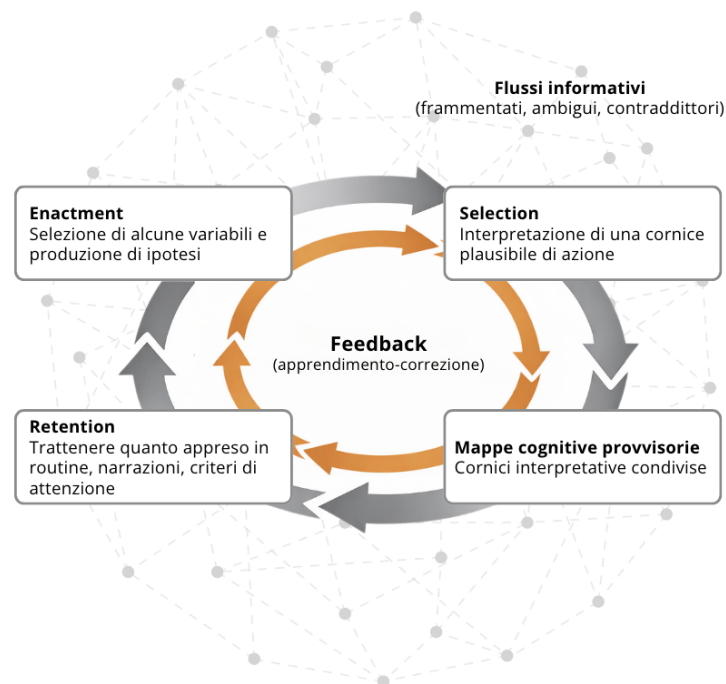 Flussi informativi
(frammentati, ambigui, contraddittori)
Enactment
Selezione di alcune variabili e
produzione di ipotesi
Selection
Interpretazione di una cornice
plausibile di azione
Feedback
(apprendimento-correzione)
Retention
Trattenere quanto appreso in
routine, narrazioni, criteri di
attenzione
Mappe cognitive provvisorie
Cornici interpretative condivise